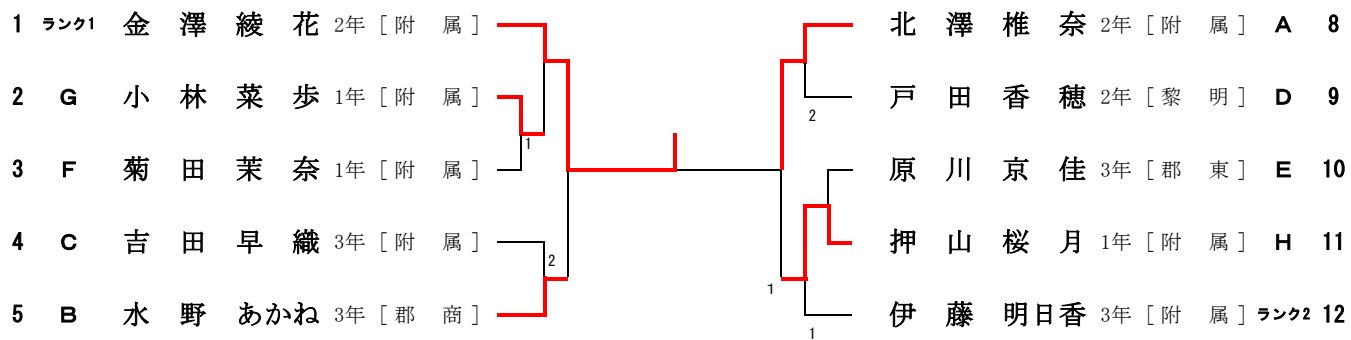 1 ランク1 金澤綾花 2年 [附 属]
2 G 小林菜歩 1年 [附 属]
1
3 F 菊田茉奈 1年 [附 属]
4 C 吉田早織 3年 [附 属]
2
5 B 水野あかね 3年 [郡 商]
北澤椎奈 2年 [附 属] A 8
戸田香穂 2年 [黎 明] D 9
2
原川京佳 3年 [郡 東] E 10
押山桜月 1年 [附 属] H 11
1
伊藤明日香 3年 [附 属] ランク2 12
1